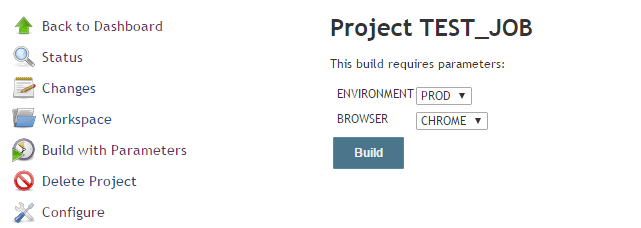 Back to Dashboard
Status
Changes
Workspace
Build with Parameters
Delete Project
Configure
Project TEST_JOB
This build requires parameters:
ENVIRONMENT PROD
BROWSER CHROME
Build